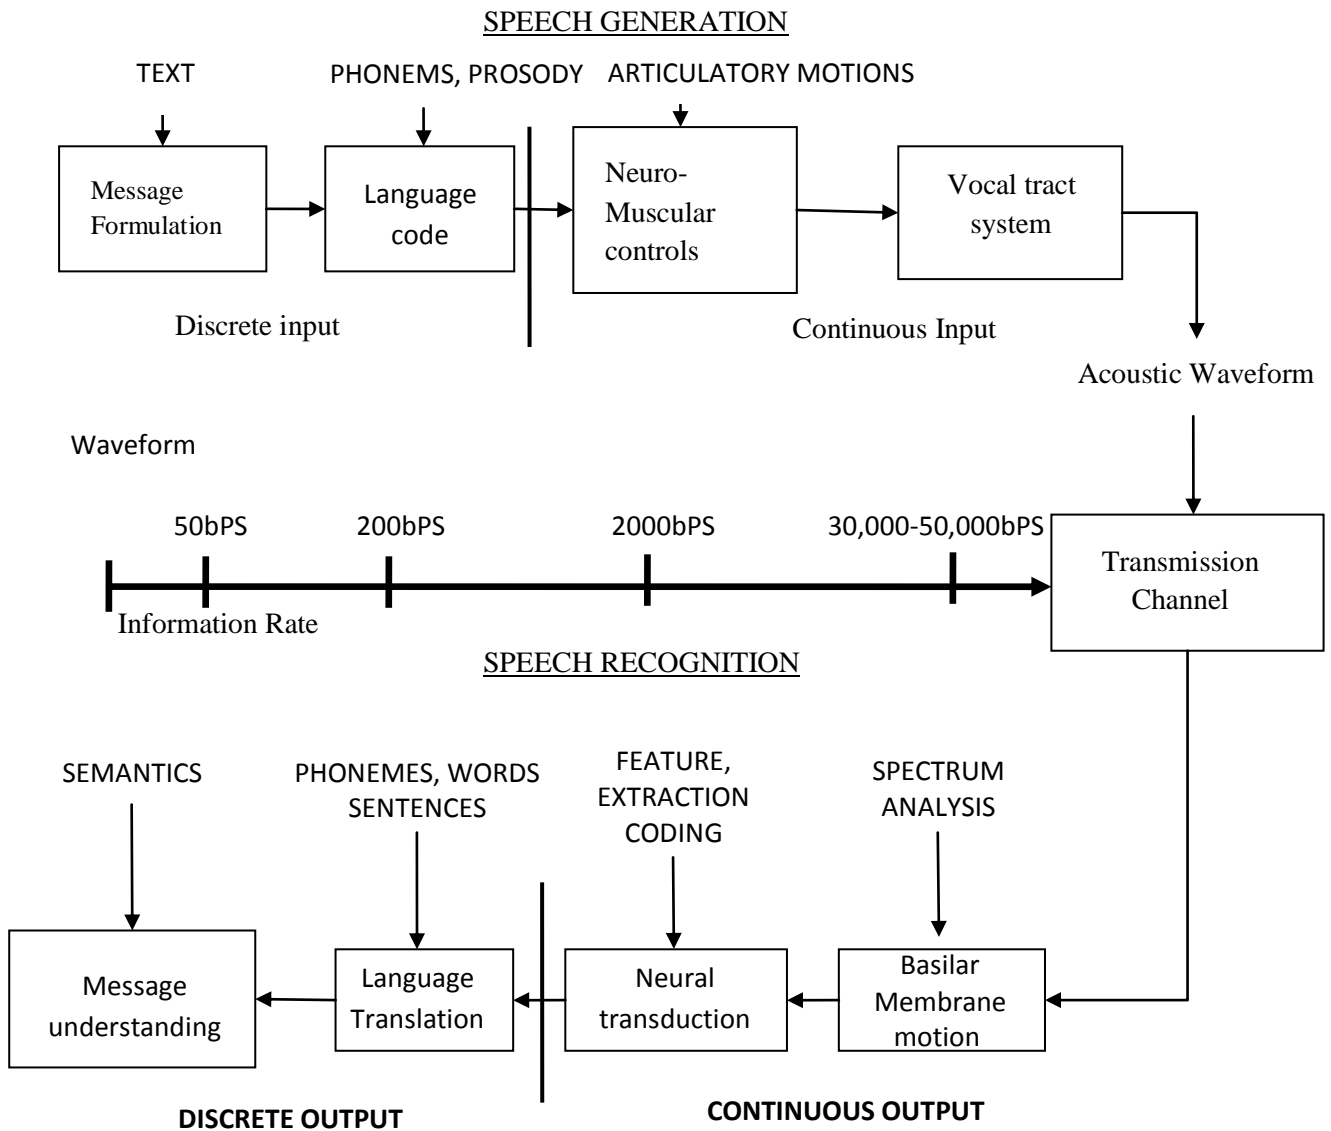 SPEECH GENERATION
TEXT
PHONEMS, PROSODY
ARTICULATORY MOTIONS
Message
Formulation
Language
code
Neuro-
Muscular
controls
Vocal tract
system
Discrete input
Continuous Input
Acoustic Waveform
Waveform
50bPS
200bPS
2000bPS
30,000-50,000bPS
Transmission
Channel
Information Rate
SPEECH RECOGNITION
SEMANTICS
PHONEMES, WORDS
SENTENCES
FEATURE,
EXTRACTION
CODING
SPECTRUM
ANALYSIS
Message
understanding
Language
Translation
Neural
transduction
Basilar
Membrane
motion
DISCRETE OUTPUT
CONTINUOUS OUTPUT